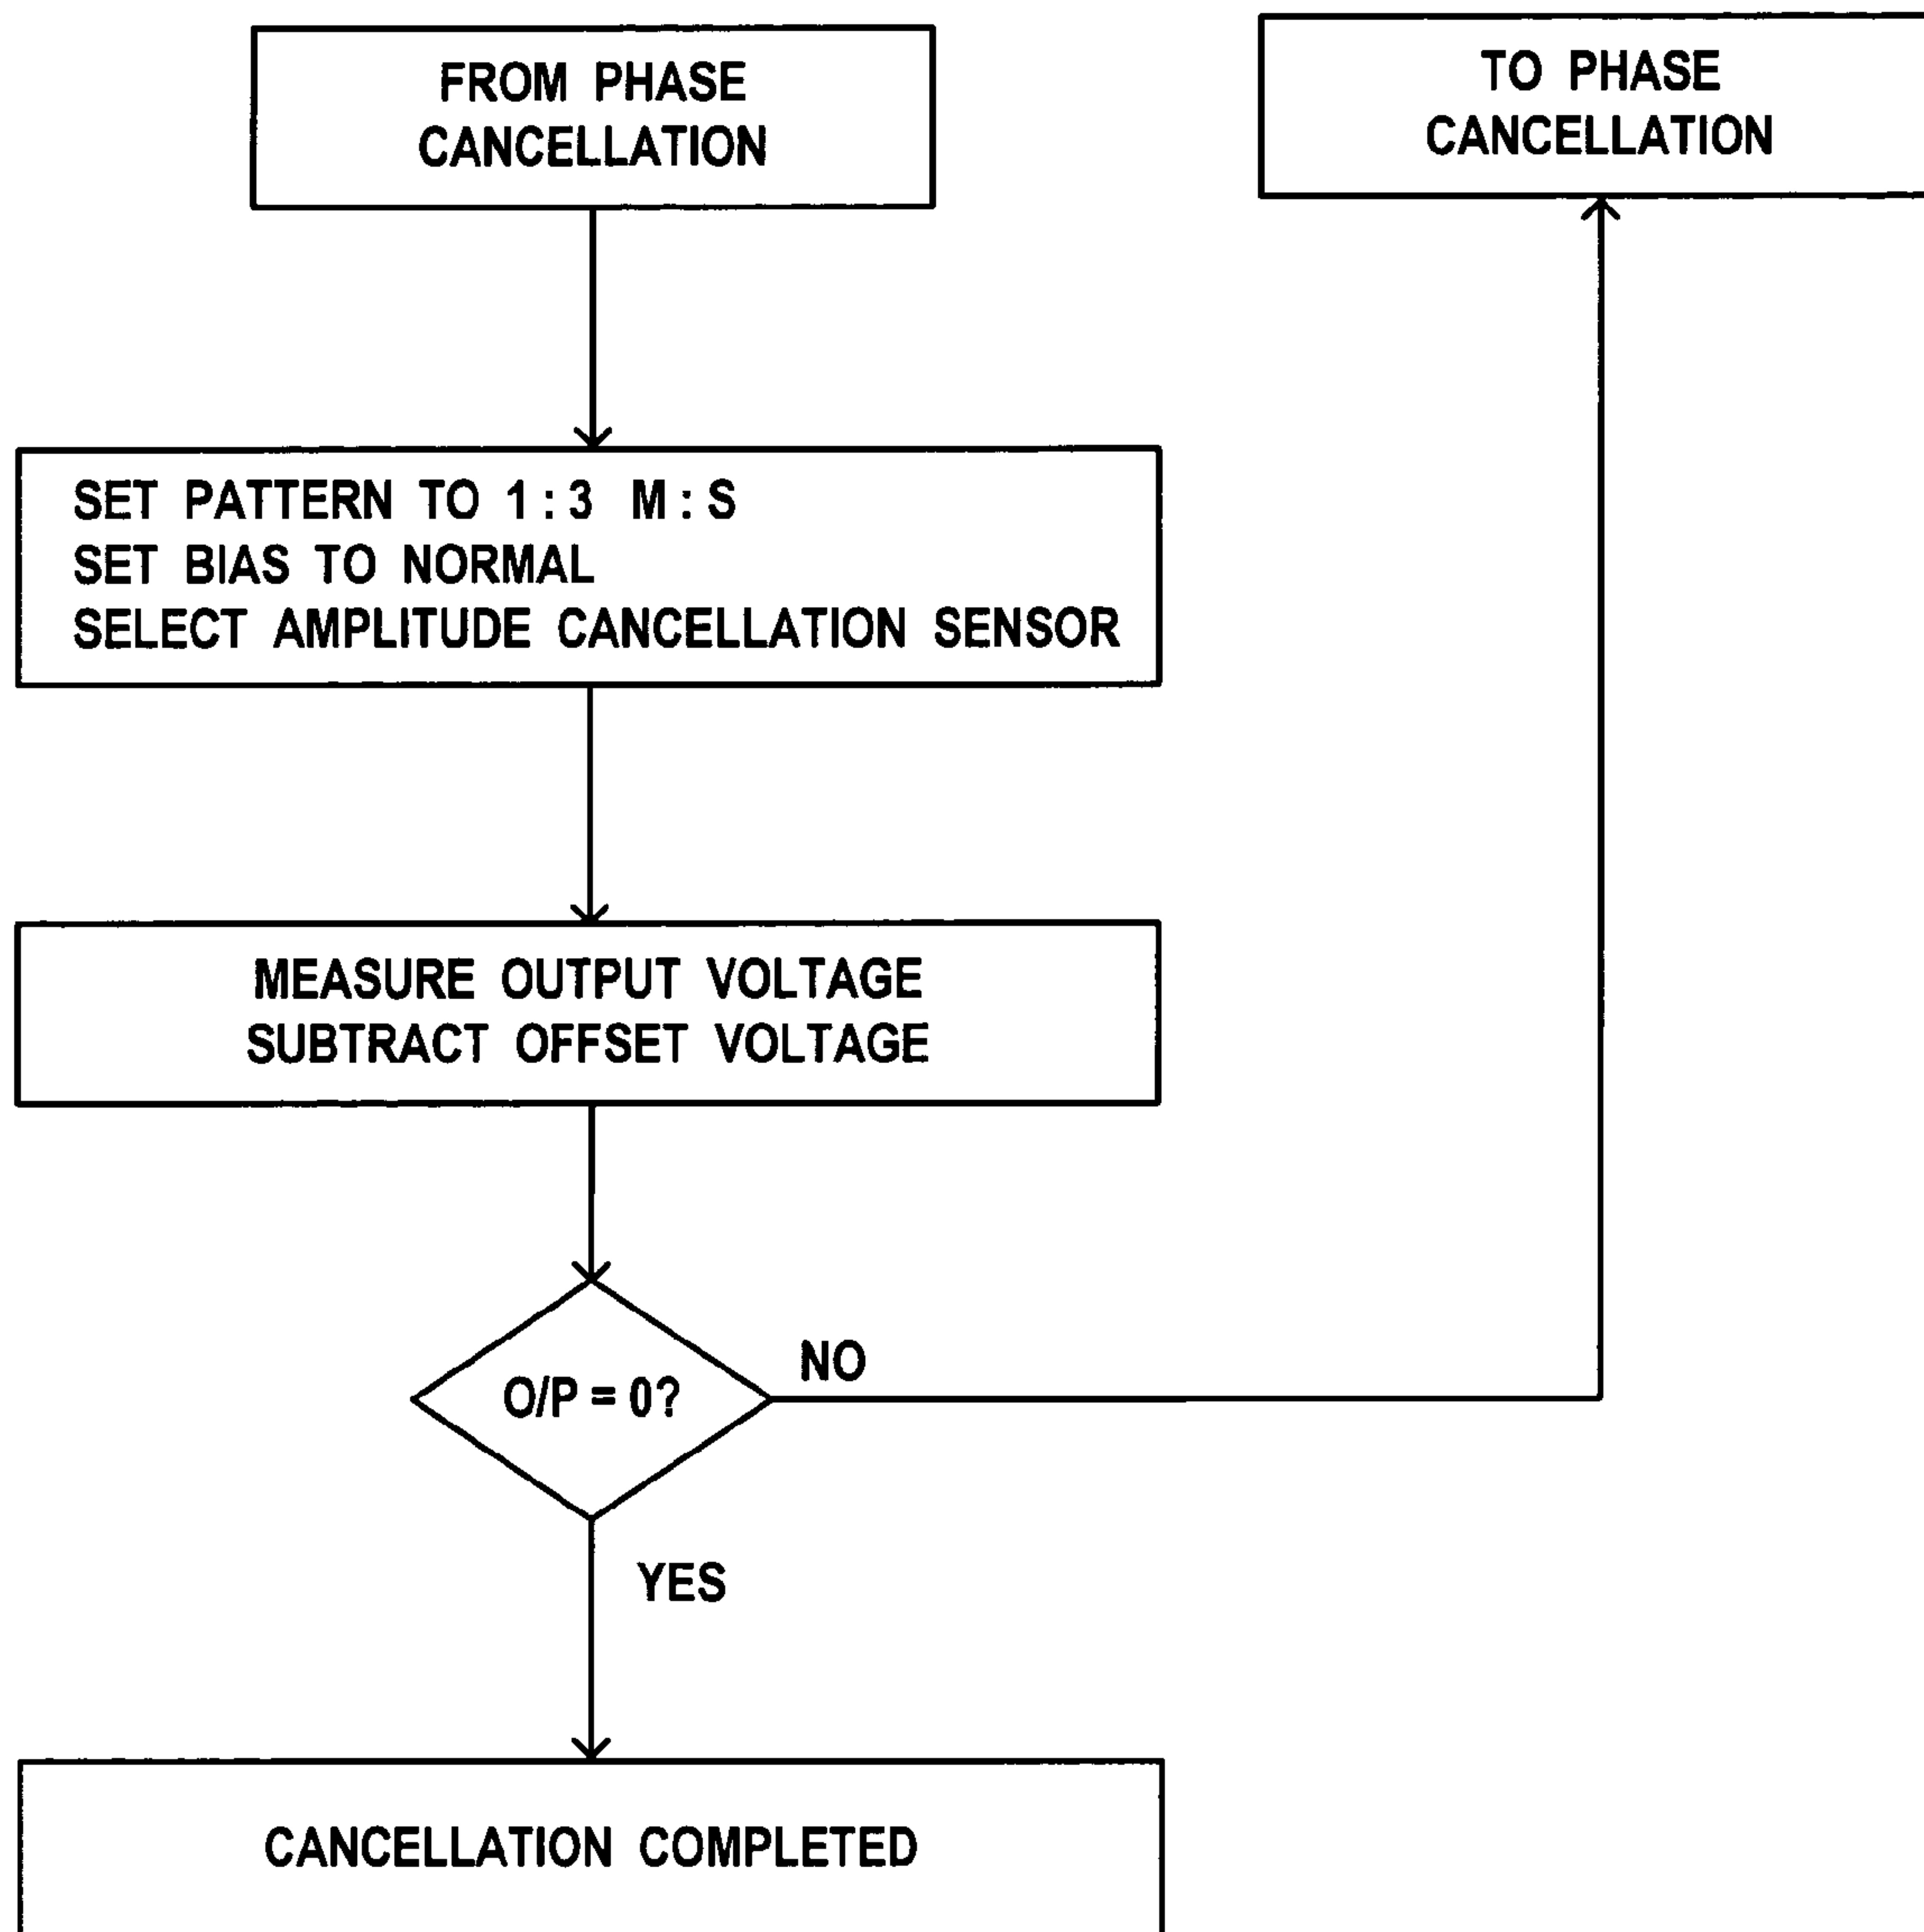 FROM PHASE
CANCELLATION
TO PHASE
CANCELLATION
SET PATTERN TO 1 : 3 M : S
SET BIAS TO NORMAL
SELECT AMPLITUDE CANCELLATION SENSOR
MEASURE OUTPUT VOLTAGE
SUBTRACT OFFSET VOLTAGE
O/P = 0?
NO
YES
CANCELLATION COMPLETED